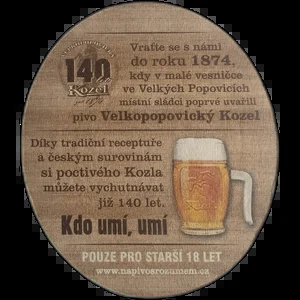 140 let
Kozel
Vraťte se s námi
do roku 1874,
kdy v malé vesničce
ve Velkých Popovicích
místní sládci poprvé uvařili
pivo Velkopopovický Kozel
Díky tradiční receptuře
a českým surovinám
si poctivého Kozla
můžete vychutnávat
již 140 let.
Kdo umí, umí
POUZE PRO STARŠÍ 18 LET
www.napivosrozumem.cz